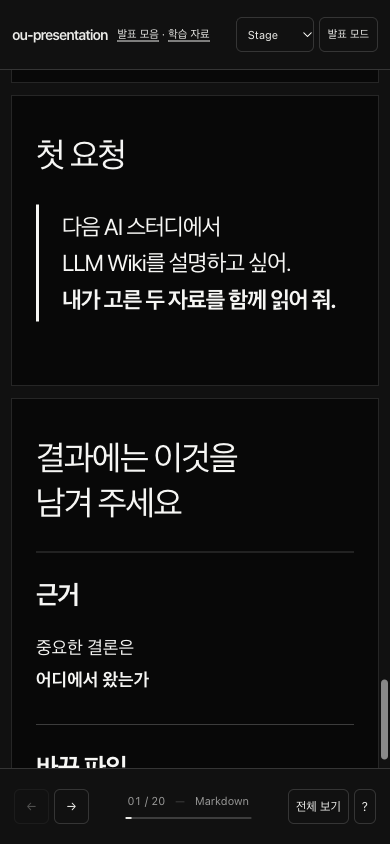 ou-presentation 발표 모음 · 학습 자료 Stage 발표 모드
첫 요청
다음 AI 스터디에서
LLM Wiki를 설명하고 싶어.
내가 고른 두 자료를 함께 읽어 줘.
결과에는 이것을
남겨 주세요
근거
중요한 결론은
어디에서 왔는가
바꾼 파일
← → 01 / 20 — Markdown 전체 보기 ?